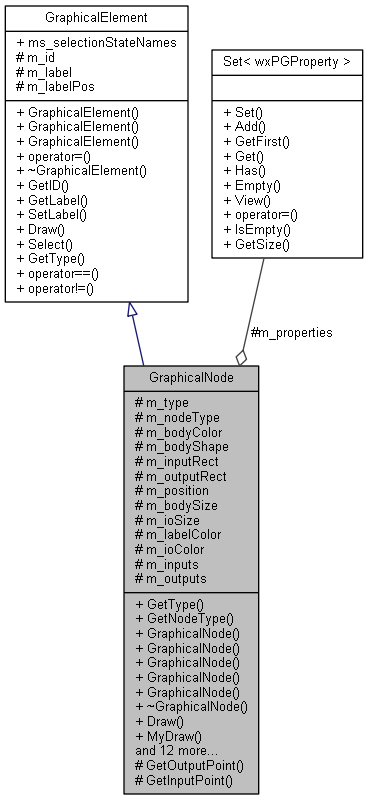 GraphicalElement
+ ms_selectionStateNames
# m_id
# m_label
# m_labelPos
+ GraphicalElement()
+ GraphicalElement()
+ GraphicalElement()
+ operator=()
+ ~GraphicalElement()
+ GetID()
+ GetLabel()
+ SetLabel()
+ Draw()
+ Select()
+ GetType()
+ operator==()
+ operator!=()
Set< wxPGProperty >
+ Set()
+ Add()
+ GetFirst()
+ Get()
+ Has()
+ Empty()
+ View()
+ operator=()
+ IsEmpty()
+ GetSize()
#m_properties
GraphicalNode
# m_type
# m_nodeType
# m_bodyColor
# m_bodyShape
# m_inputRect
# m_outputRect
# m_position
# m_bodySize
# m_ioSize
# m_labelColor
# m_ioColor
# m_inputs
# m_outputs
+ GetType()
+ GetNodeType()
+ GraphicalNode()
+ GraphicalNode()
+ GraphicalNode()
+ GraphicalNode()
+ GraphicalNode()
+ ~GraphicalNode()
+ Draw()
+ MyDraw()
and 12 more...
# GetOutputPoint()
# GetInputPoint()